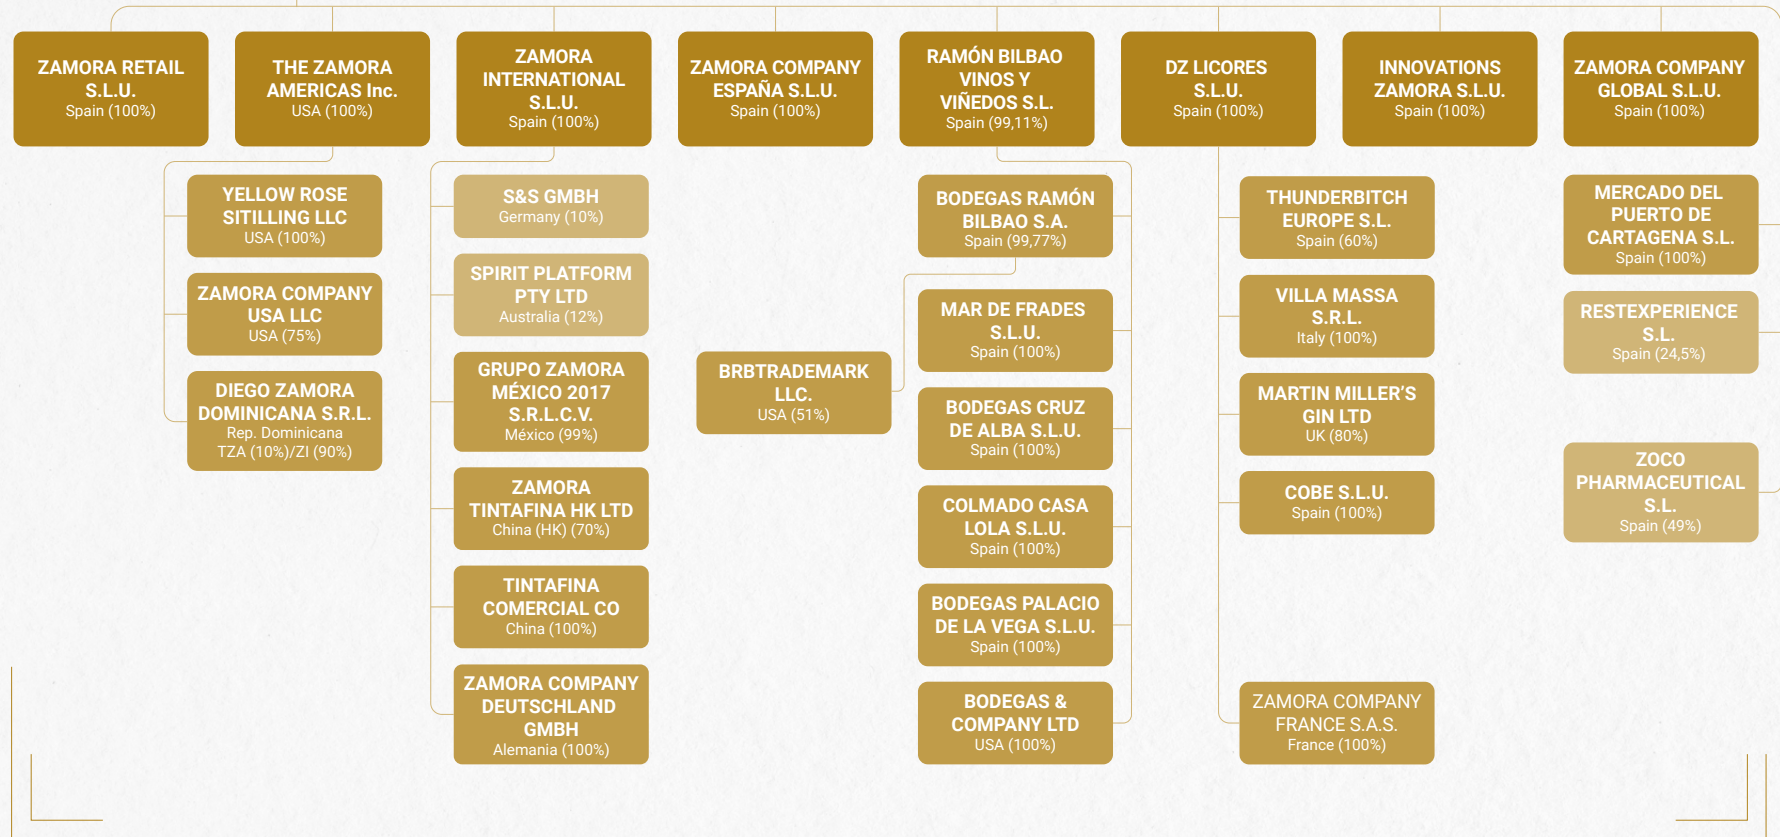 ZAMORA RETAIL
S.L.U.
Spain (100%)
THE ZAMORA
AMERICAS Inc.
USA (100%)
ZAMORA
INTERNATIONAL
S.L.U.
Spain (100%)
ZAMORA COMPANY
ESPAÑA S.L.U.
Spain (100%)
RAMÓN BILBAO
VINOS Y
VIÑEDOS S.L.
Spain (99,11%)
DZ LICORES
S.L.U.
Spain (100%)
INNOVATIONS
ZAMORA S.L.U.
Spain (100%)
ZAMORA COMPANY
GLOBAL S.L.U.
Spain (100%)
YELLOW ROSE
SITILLING LLC
USA (100%)
ZAMORA COMPANY
USA LLC
USA (75%)
DIEGO ZAMORA
DOMINICANA S.R.L.
Rep. Dominicana
TZA (10%)/ZI (90%)
S&S GMBH
Germany (10%)
SPIRIT PLATFORM
PTY LTD
Australia (12%)
GRUPO ZAMORA
MÉXICO 2017
S.R.L.C.V.
México (99%)
ZAMORA
TINTAFINA HK LTD
China (HK) (70%)
TINTAFINA
COMERCIAL CO
China (100%)
ZAMORA COMPANY
DEUTSCHLAND
GMBH
Alemania (100%)
BRBTRADEMARK
LLC.
USA (51%)
BODEGAS RAMÓN
BILBAO S.A.
Spain (99,77%)
MAR DE FRADES
S.L.U.
Spain (100%)
BODEGAS CRUZ
DE ALBA S.L.U.
Spain (100%)
COLMADO CASA
LOLA S.L.U.
Spain (100%)
BODEGAS PALACIO
DE LA VEGA S.L.U.
Spain (100%)
BODEGAS &
COMPANY LTD
USA (100%)
THUNDERBITCH
EUROPE S.L.
Spain (60%)
VILLA MASSA
S.R.L.
Italy (100%)
MARTIN MILLER'S
GIN LTD
UK (80%)
COBE S.L.U.
Spain (100%)
ZAMORA COMPANY
FRANCE S.A.S.
France (100%)
MERCADO DEL
PUERTO DE
CARTAGENA S.L.
Spain (100%)
RESTEXPERIENCE
S.L.
Spain (24,5%)
ZOCO
PHARMACEUTICAL
S.L.
Spain (49%)